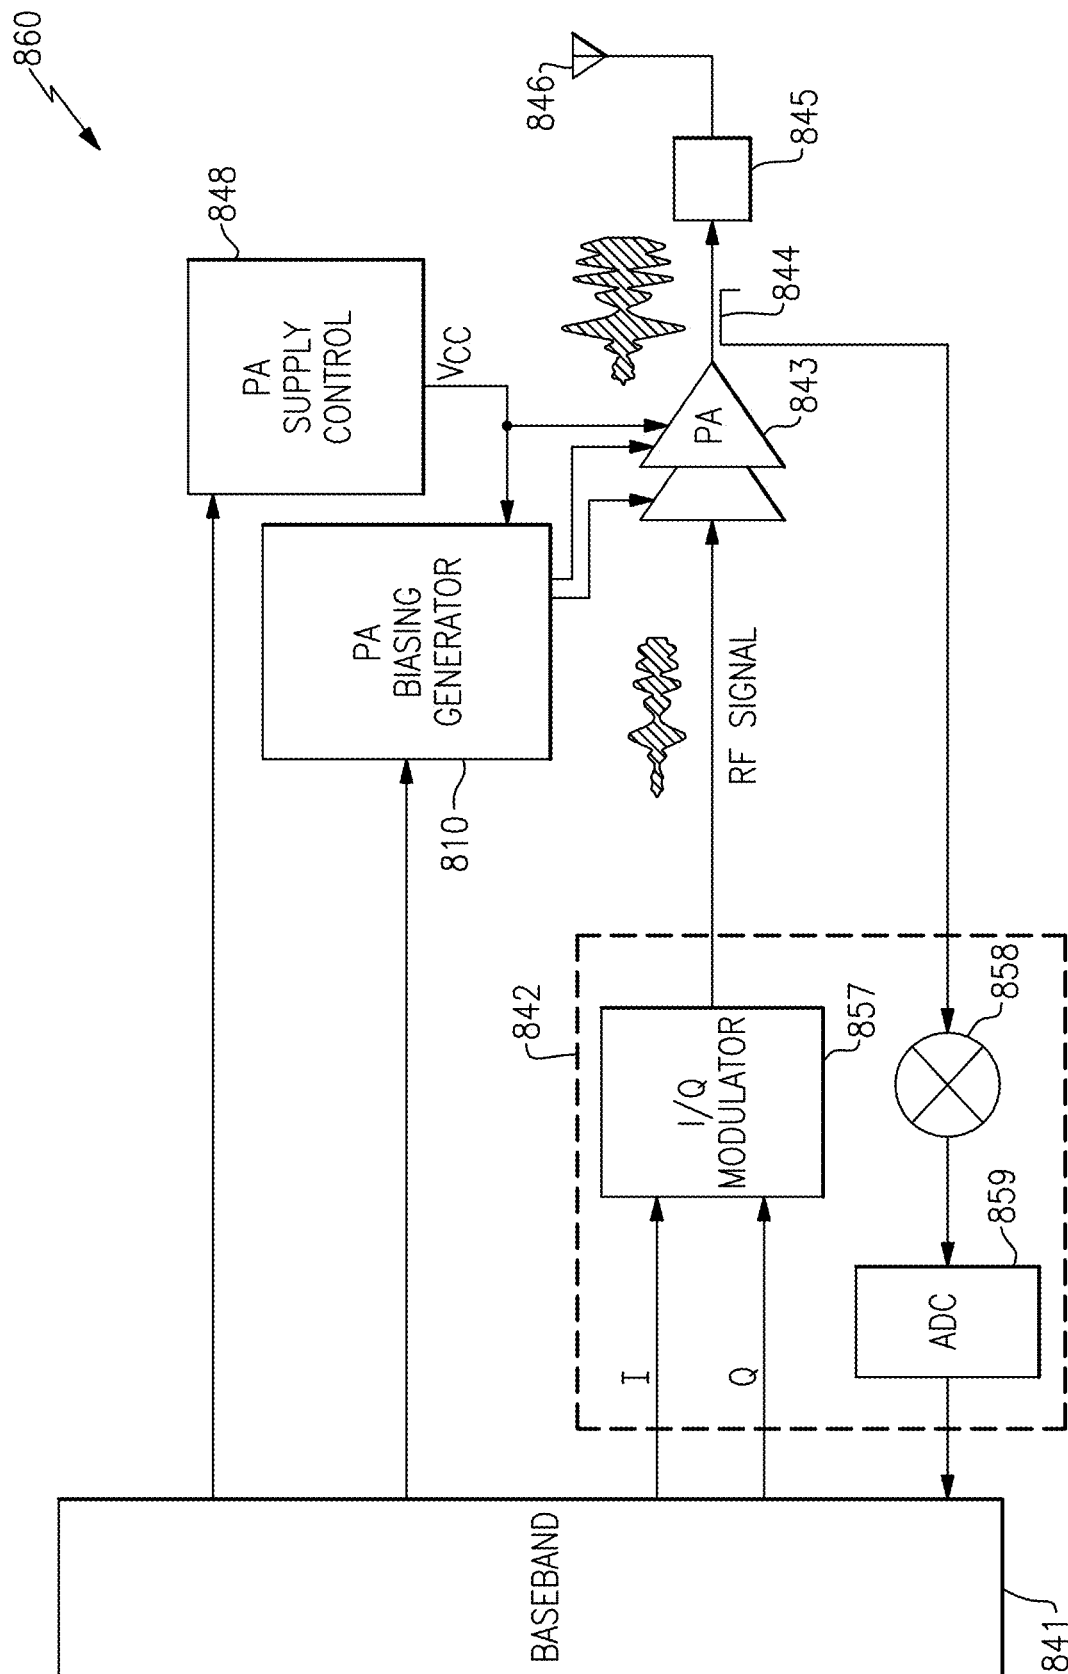 860
848
PA
SUPPLY
CONTROL
VCC
PA
BIASING
GENERATOR
810
846
845
844
PA
843
RF SIGNAL
842
I/Q
MODULATOR
857
858
ADC
859
I
Q
BASEBAND
841